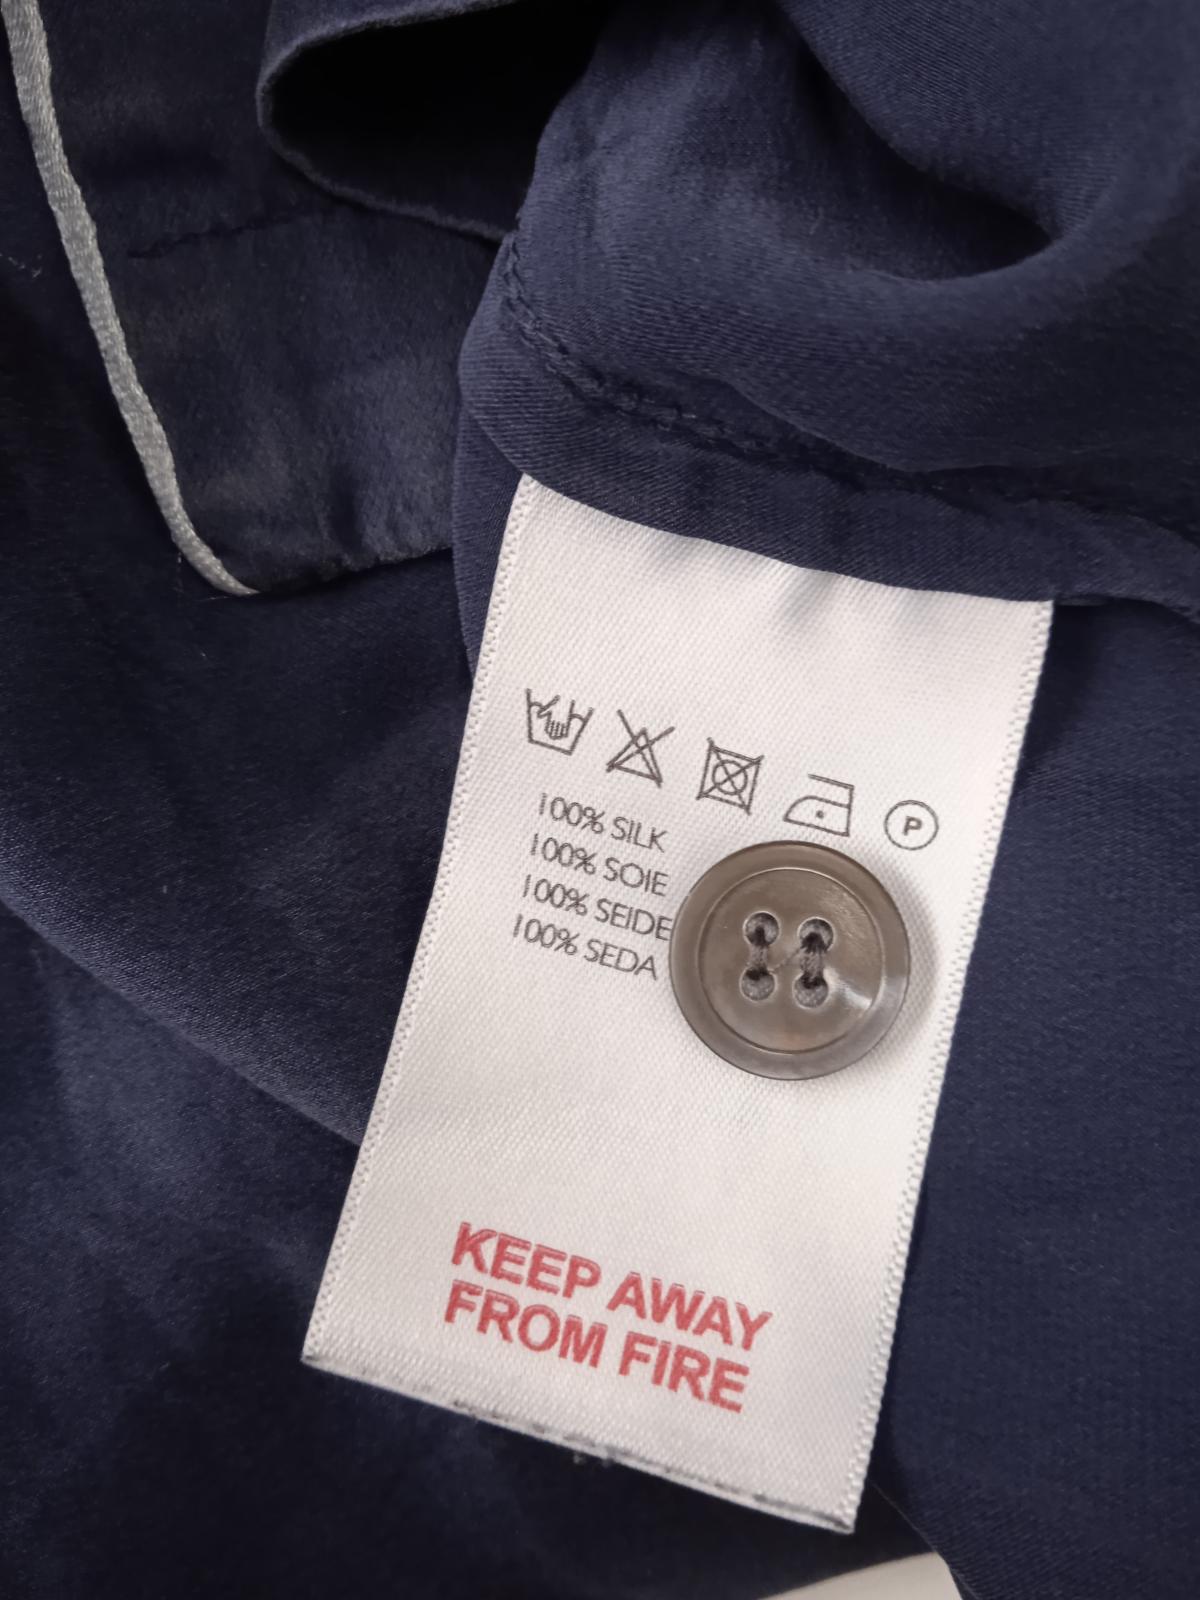 P
100% SILK
100% SOIE
100% SEIDE
100% SEDA
KEEP AWAY
FROM FIRE